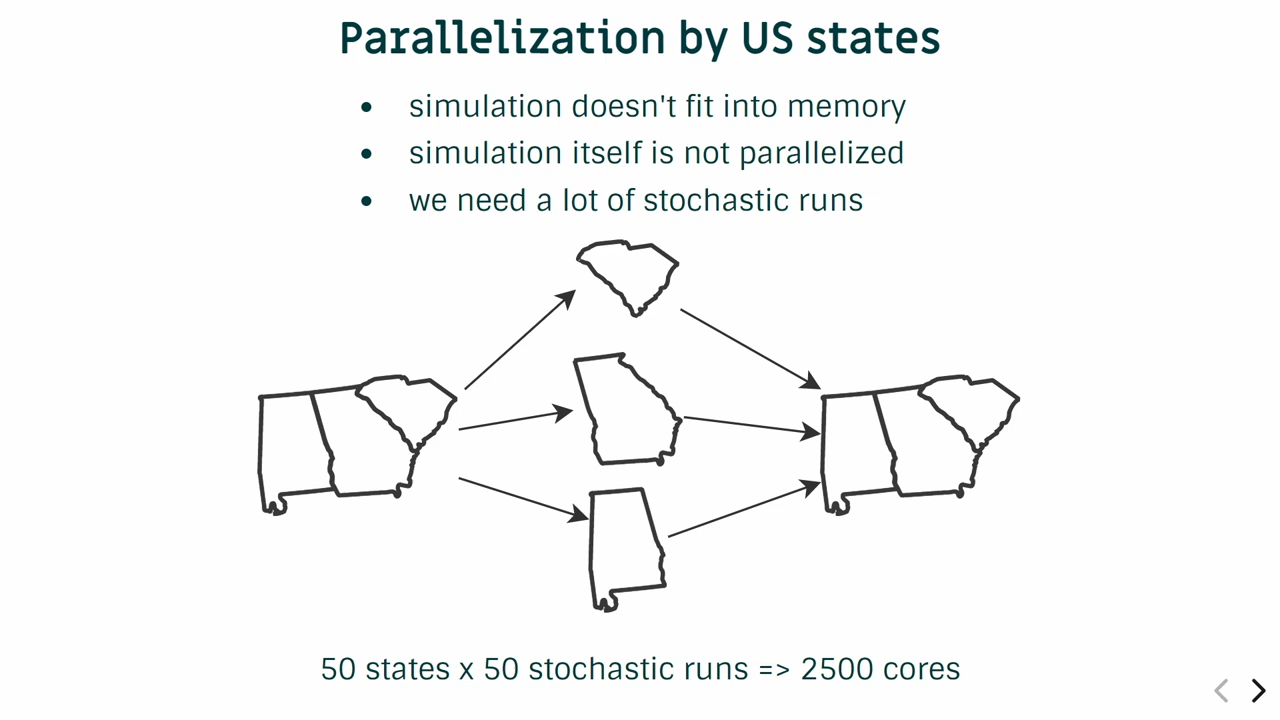 Parallelization by US states
• simulation doesn't fit into memory
• simulation itself is not parallelized
• we need a lot of stochastic runs
50 states x 50 stochastic runs => 2500 cores